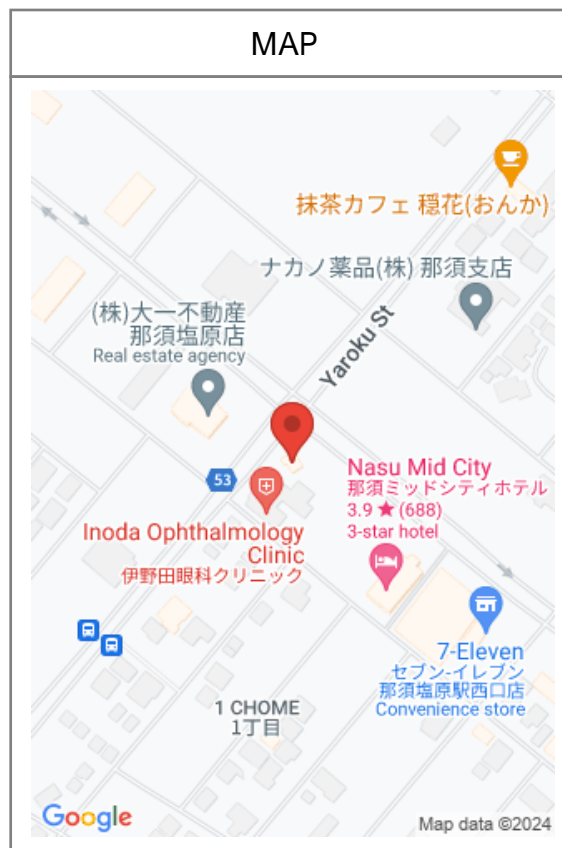 MAP
抹茶カフェ 穏花(おんか)
ナカノ薬品(株) 那須支店
(株)大一不動産
那須塩原店
Real estate agency
Yaroku St
53
Nasu Mid City
那須ミッドシティホテル
3.9 ★ (688)
3-star hotel
Inoda Ophthalmology
Clinic
伊野田眼科クリニック
7-Eleven
セブン-イレブン
那須塩原駅西口店
Convenience store
1 CHOME
1丁目
Google
Map data ©2024